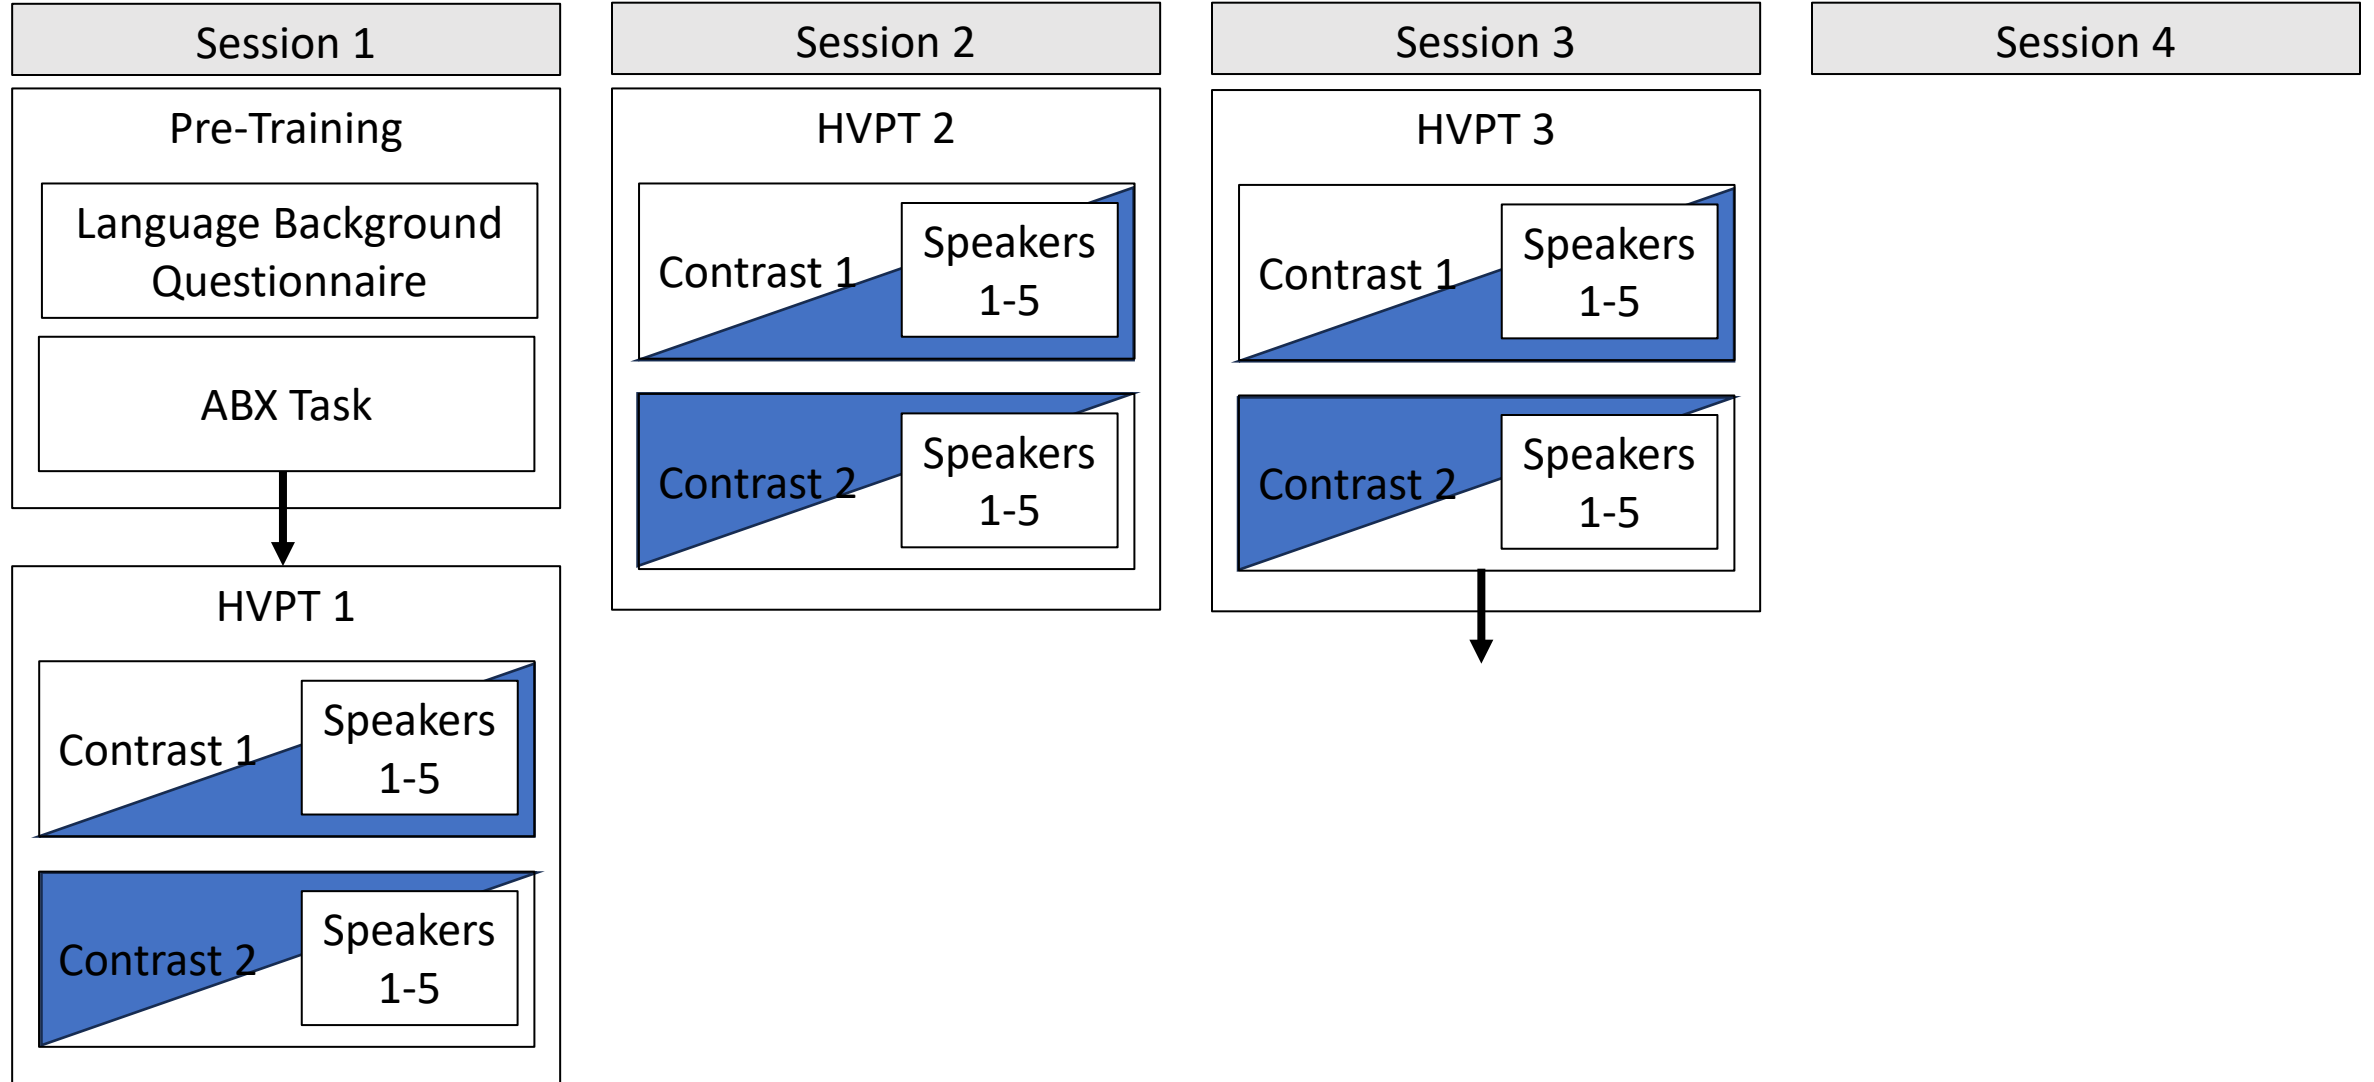 Session 1
Pre-Training
Language Background
Questionnaire
ABX Task
HVPT 1
Contrast 1
Speakers
1-5
Contrast 2
Speakers
1-5
Session 2
HVPT 2
Contrast 1
Speakers
1-5
Contrast 2
Speakers
1-5
Session 3
HVPT 3
Contrast 1
Speakers
1-5
Contrast 2
Speakers
1-5
Session 4